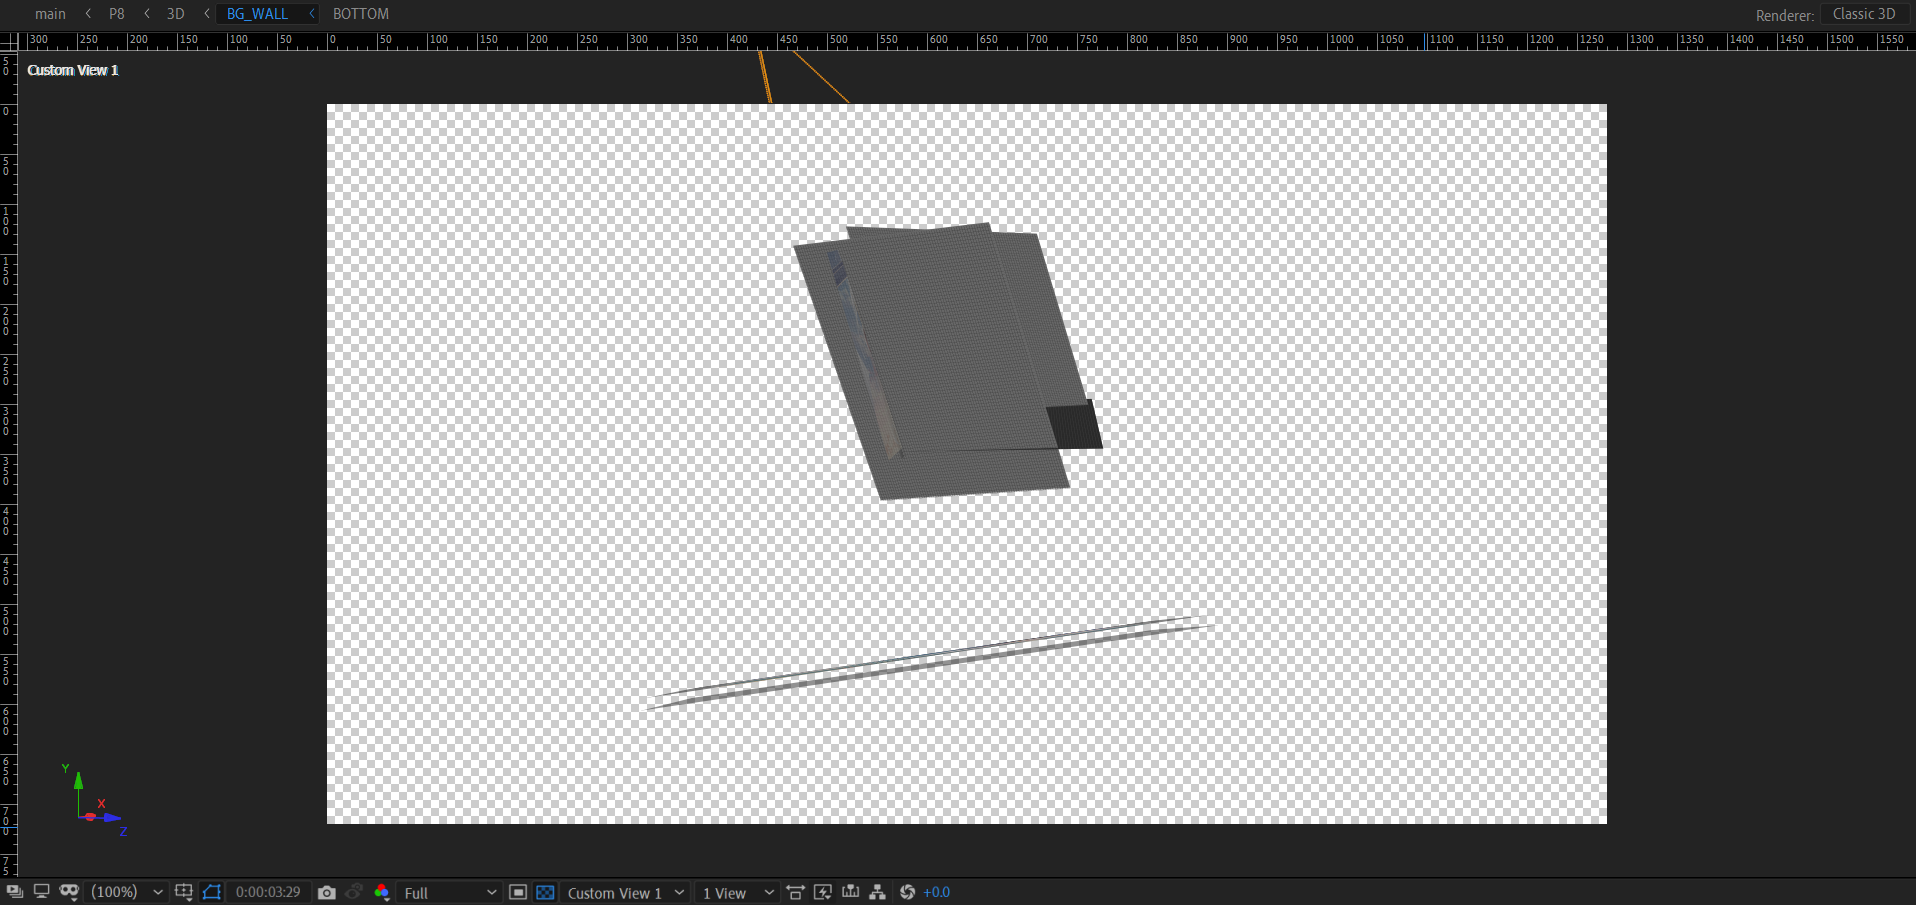 main < P8 < 3D < BG_WALL < BOTTOM
Renderer: Classic 3D
300 250 200 150 100 50 0 50 100 150 200 250 300 350 400 450 500 550 600 650 700 750 800 850 900 950 1000 1050 1100 1150 1200 1250 1300 1350 1400 1450 1500 1550
Custom View 1
50
0
50
100
150
200
250
300
350
400
450
500
550
600
650
700
75
Y
X
Z
(100%) 0:00:03:29 Full Custom View 1 1 View +0.0